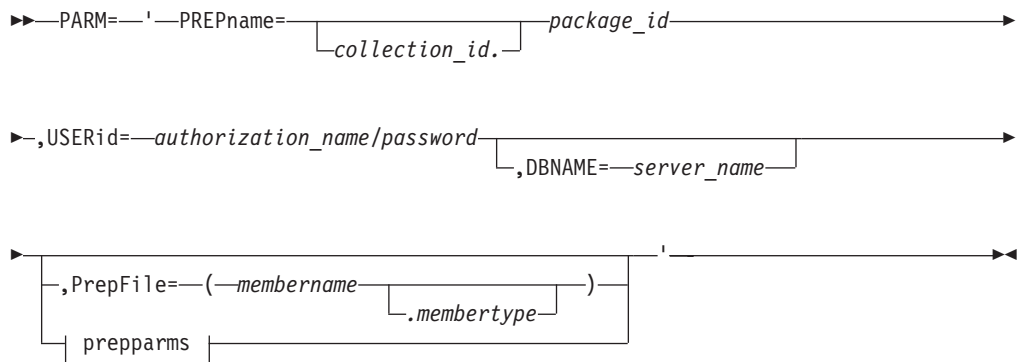 PARM= ' PREPname= package_id
collection_id.
,USERid= authorization_name/password
,DBNAME= server_name
'
,PrepFile= ( membername )
.membertype
prepparms